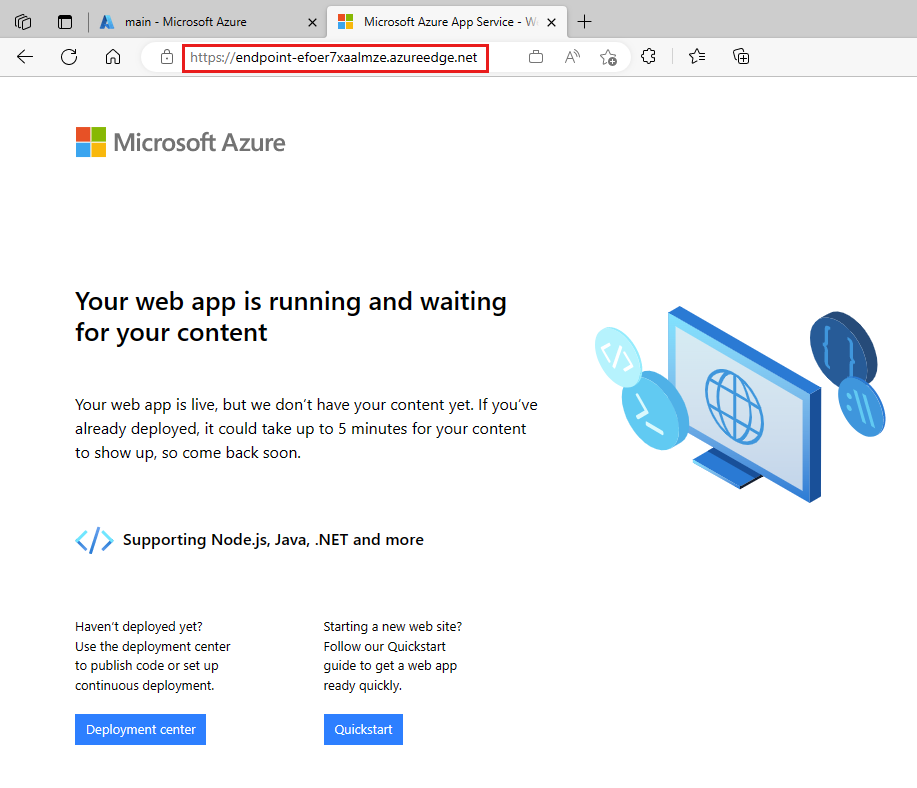 main - Microsoft Azure
Microsoft Azure App Service - W
https://endpoint-efoer7xaalmze.azureedge.net
Microsoft Azure
Your web app is running and waiting
for your content
Your web app is live, but we don't have your content yet. If you've
already deployed, it could take up to 5 minutes for your content
to show up, so come back soon.
</> Supporting Node.js, Java, .NET and more
Haven't deployed yet?
Use the deployment center
to publish code or set up
continuous deployment.
Deployment center
Starting a new web site?
Follow our Quickstart
guide to get a web app
ready quickly.
Quickstart